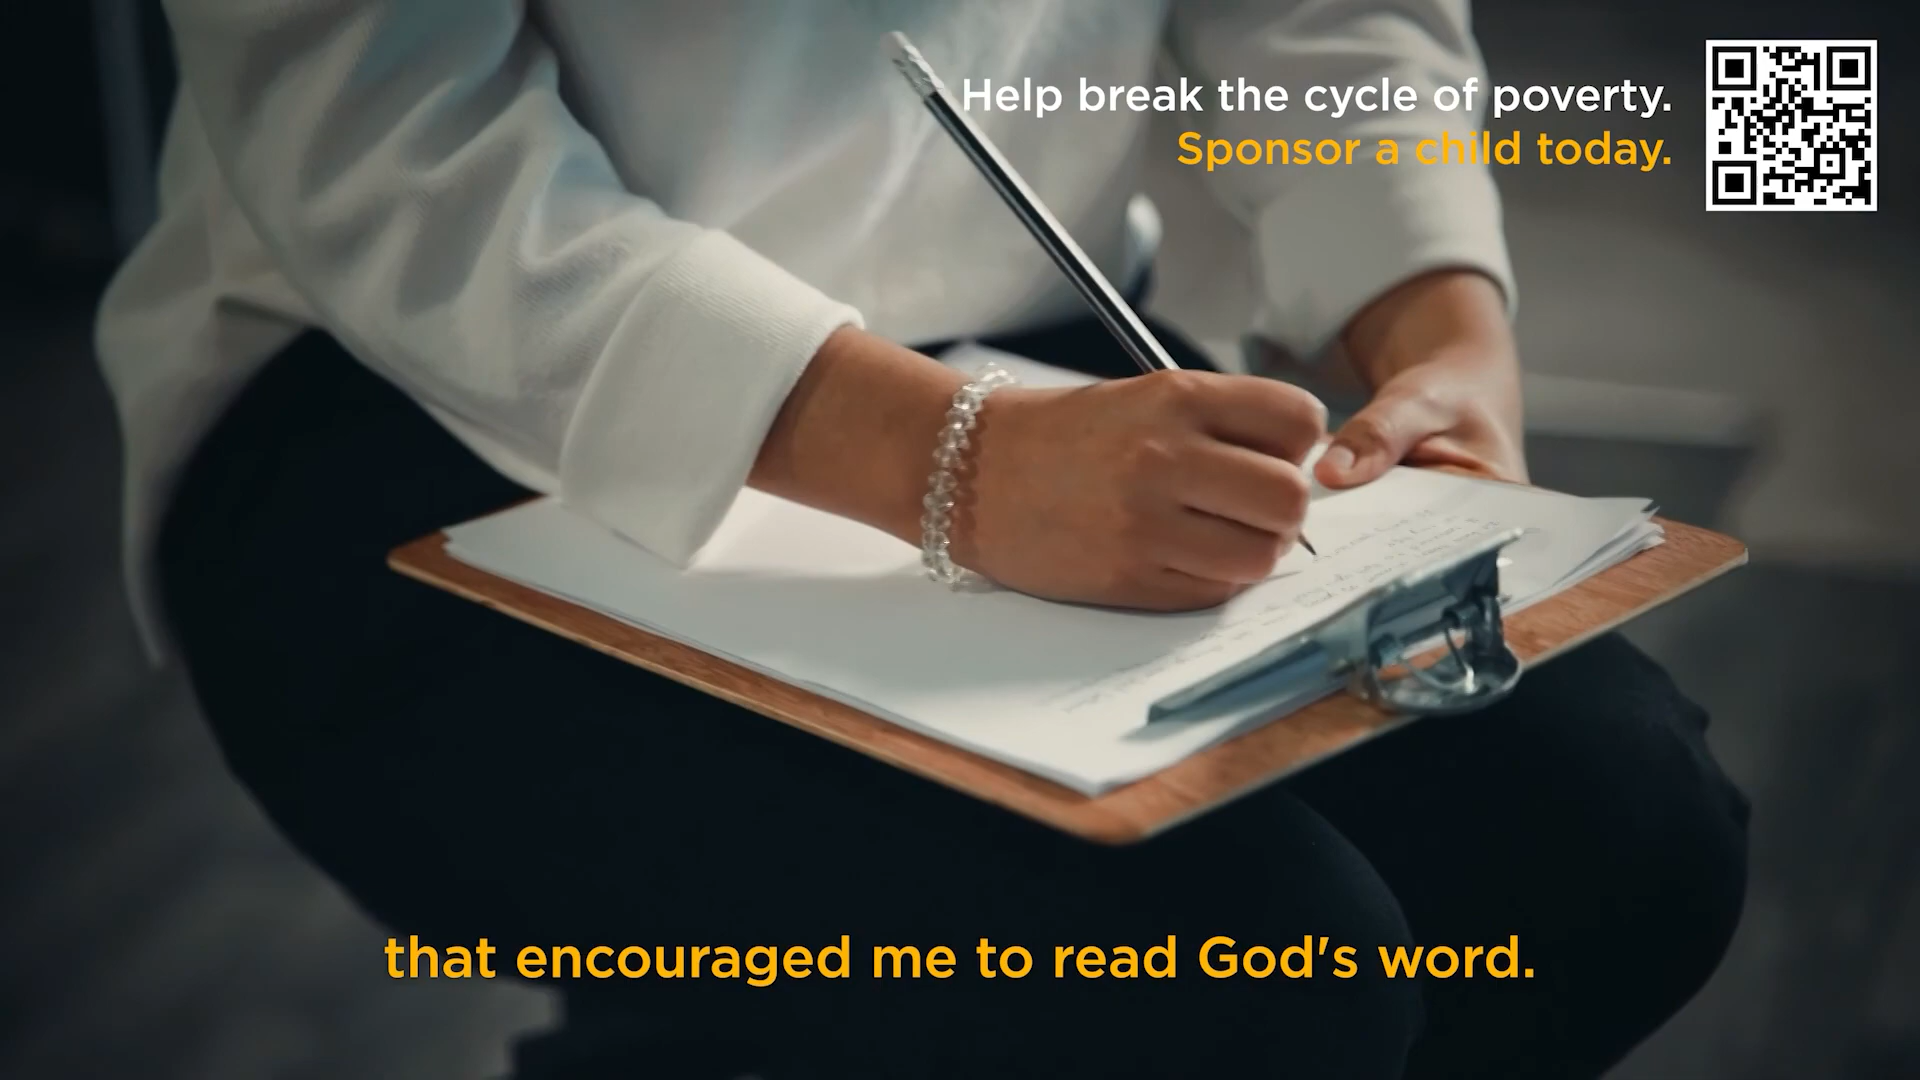 Help break the cycle of poverty.
Sponsor a child today.
that encouraged me to read God's word.